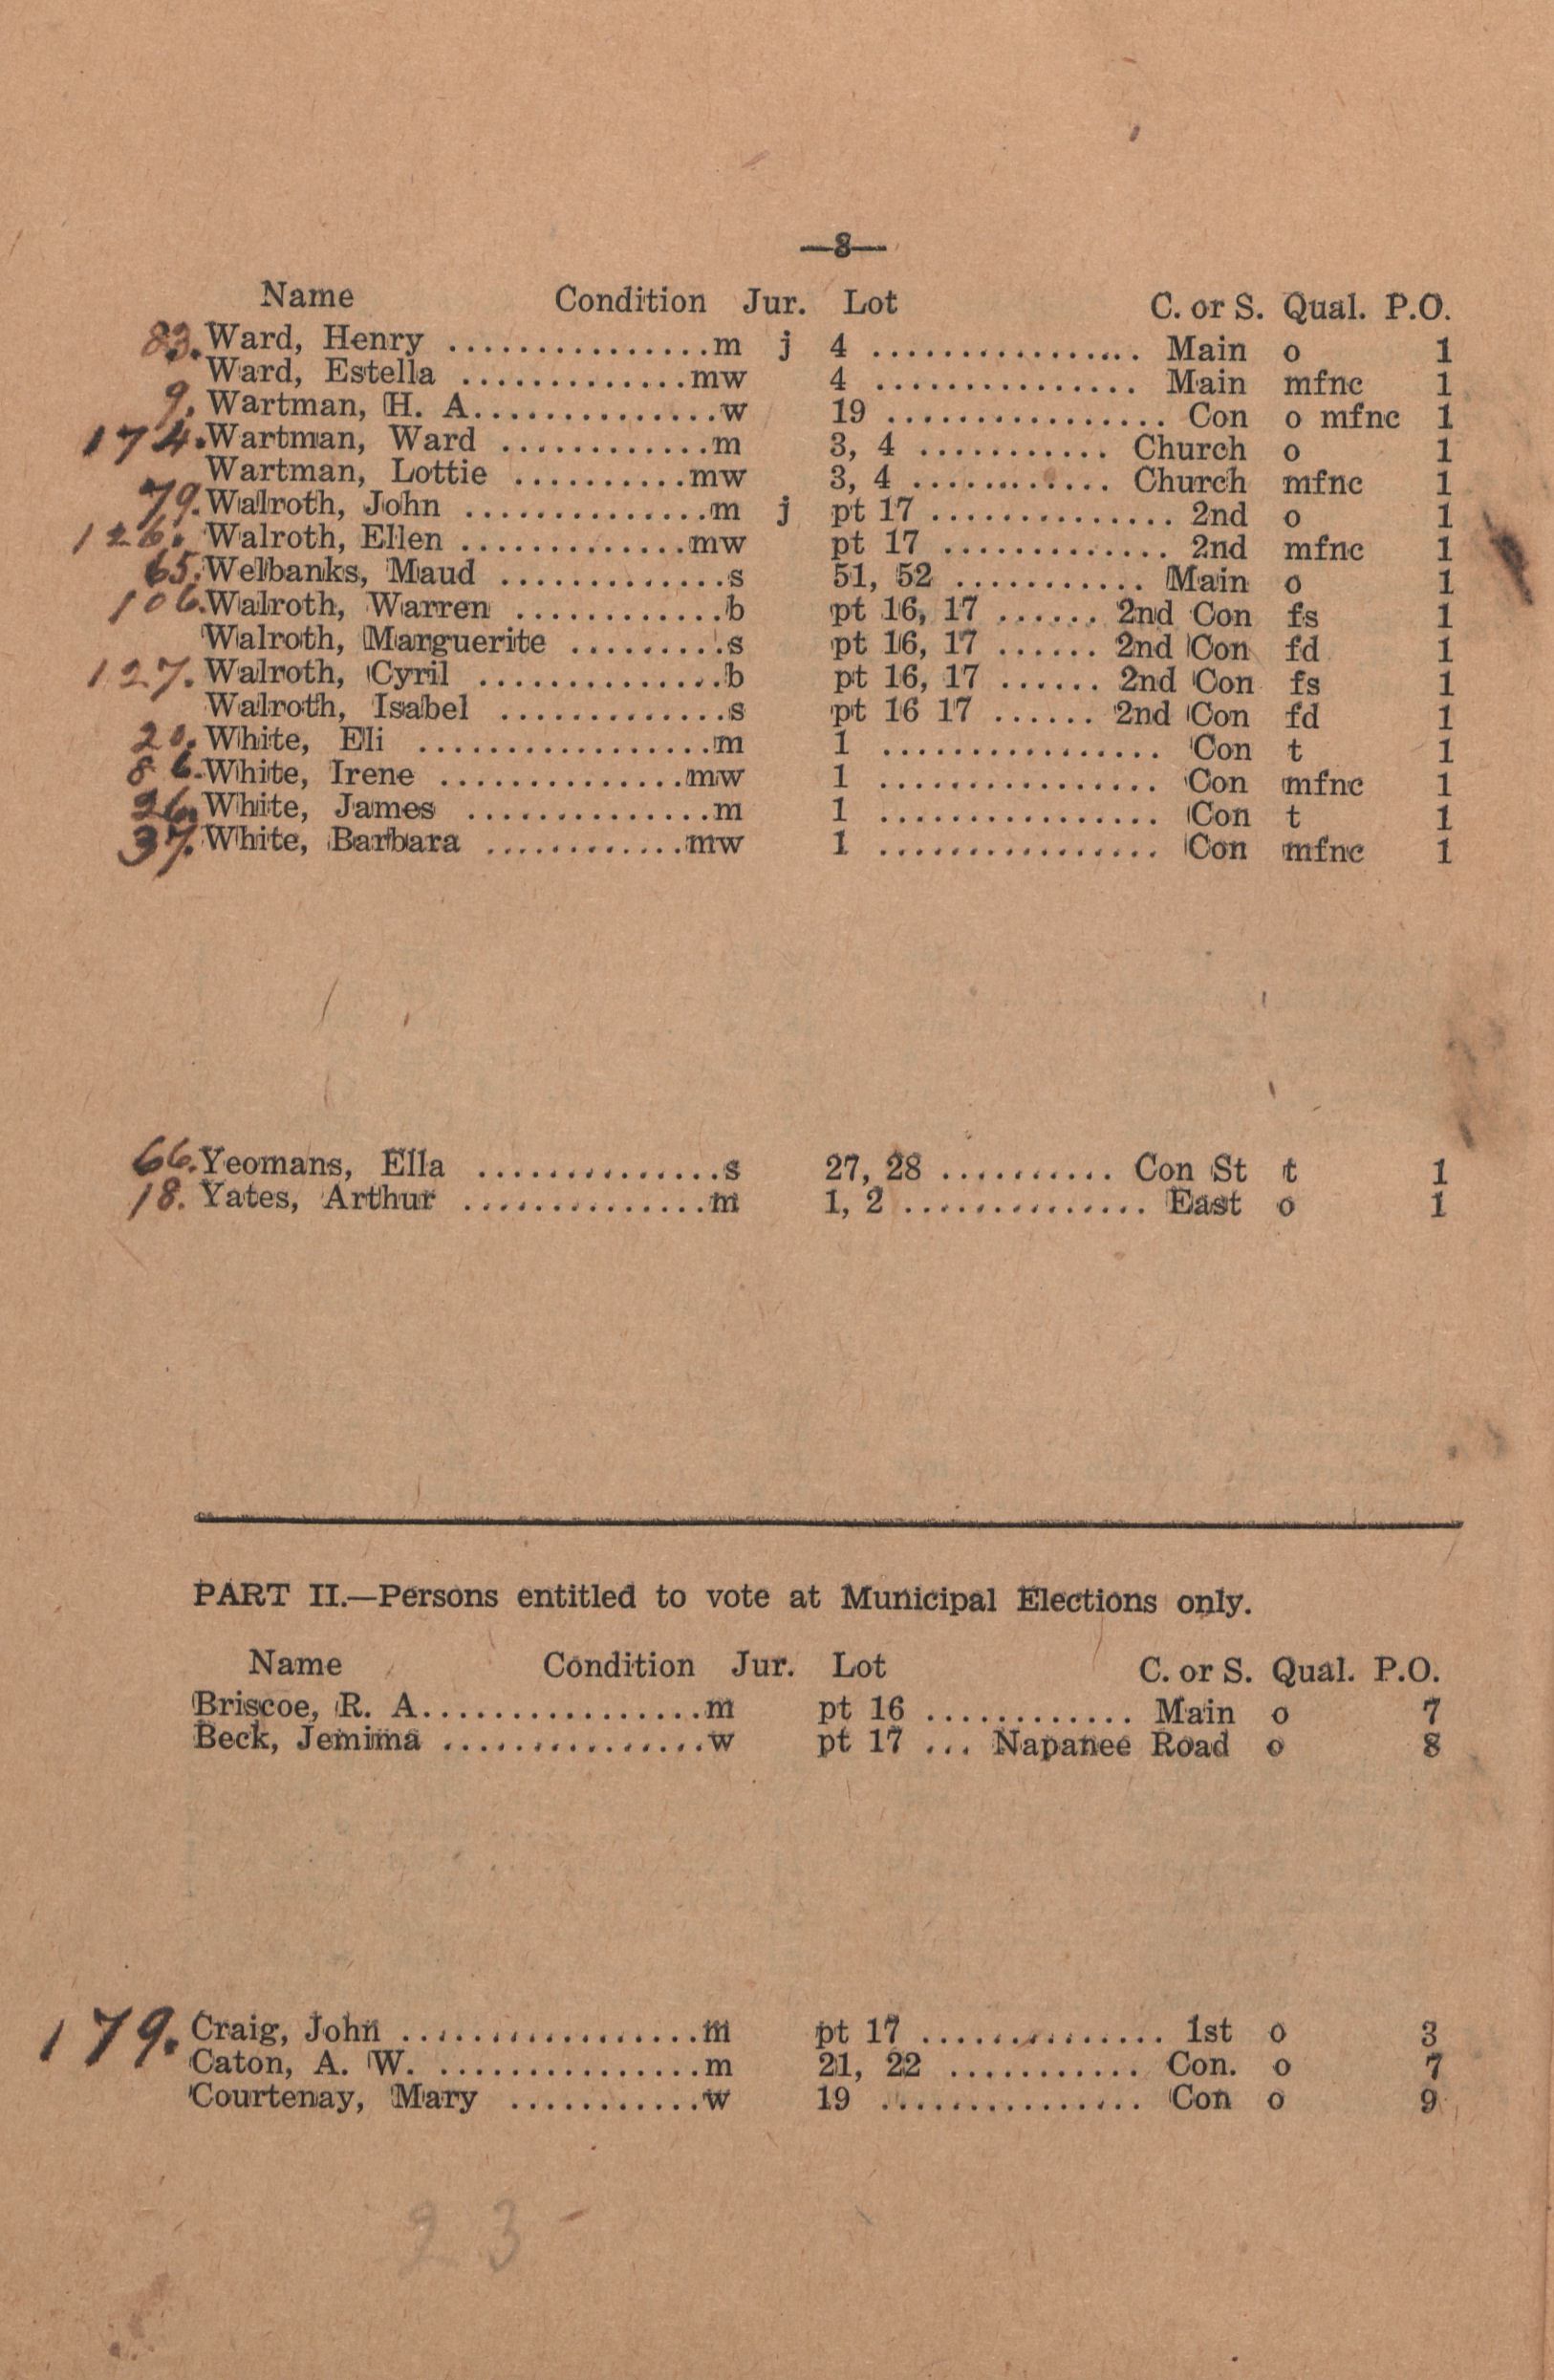 —8—
Name Condition Jur. Lot C. or S. Qual. P.O.
83. Ward, Henry ................m j 4 ................ Main o 1
Ward, Estella .............mw 4 ............... Main mfnc 1
9. Wartman, H. A...............w 19 ................ Con o mfnc 1
174. Wartman, Ward .............m 3, 4 ........... Church o 1
Wartman, Lottie ..........mw 3, 4 ............ Church mfnc 1
79. Walroth, John ...............m j pt 17 .............. 2nd o 1
126. Walroth, Ellen .............mw pt 17 ............. 2nd mfnc 1
65. Welbanks, Maud .............s 51, 52 ........... Main o 1
106. Walroth, Warren ............b pt 16, 17 ...... 2nd Con fs 1
Walroth, Marguerite .........s pt 16, 17 ...... 2nd Con fd 1
127. Walroth, Cyril ..............b pt 16, 17 ...... 2nd Con fs 1
Walroth, Isabel .............s pt 16 17 ...... 2nd Con fd 1
20. White, Eli .................m 1 ................ Con t 1
86. White, Irene ..............mw 1 ................ Con mfnc 1
26. White, James ..............m 1 ................ Con t 1
37. White, Barbara ............mw 1 ................ Con mfnc 1
66. Yeomans, Ella ..............s 27, 28 .......... Con St t 1
18. Yates, Arthur ..............m 1, 2 .............. East o 1
PART II.—Persons entitled to vote at Municipal Elections only.
Name Condition Jur. Lot C. or S. Qual. P.O.
Briscoe, R. A.................m pt 16 ............ Main o 7
Beck, Jemima ...............w pt 17 ... Napanee Road o 8
179. Craig, John .................m pt 17 .............. 1st o 3
Caton, A. W. ................m 21, 22 ........... Con. o 7
Courtenay, Mary ...........w 19 ............... Con o 9
23